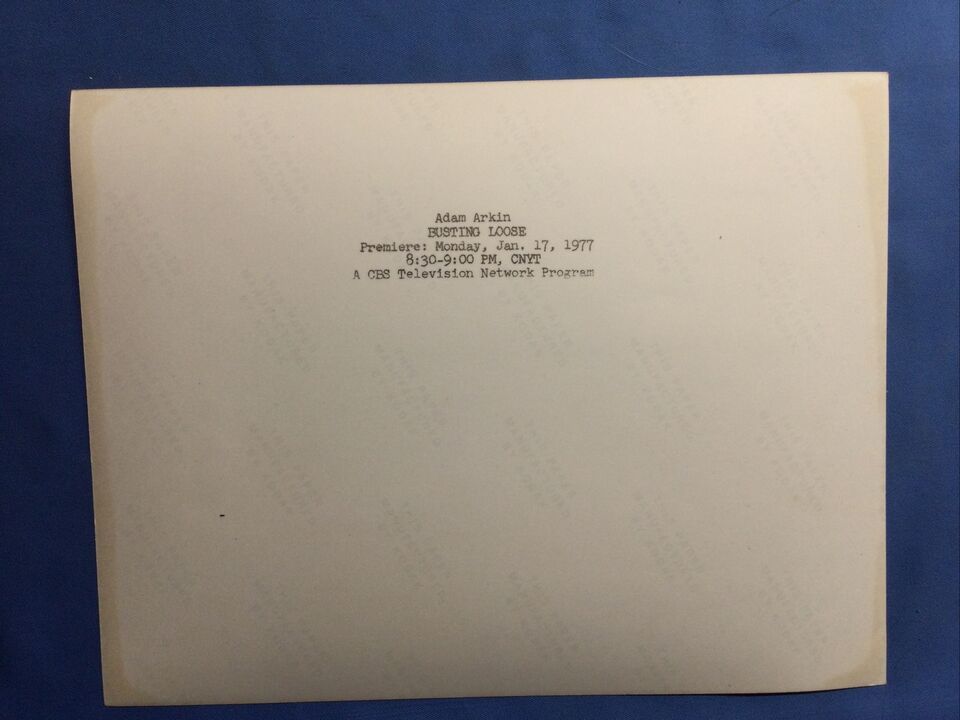 Adam Arkin
BUSTING LOOSE
Premiere: Monday, Jan. 17, 1977
8:30-9:00 PM, CNYT
A CBS Television Network Program